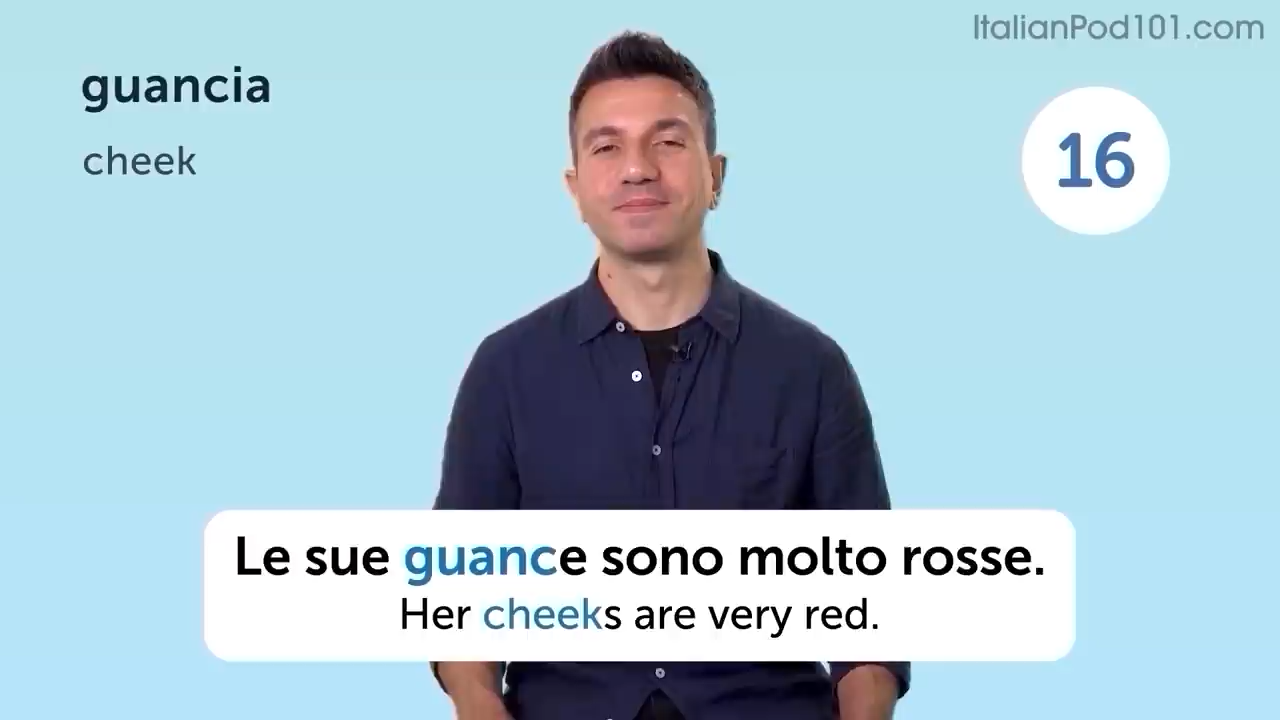 ItalianPod101.com
guancia
cheek
16
Le sue guance sono molto rosse.
Her cheeks are very red.